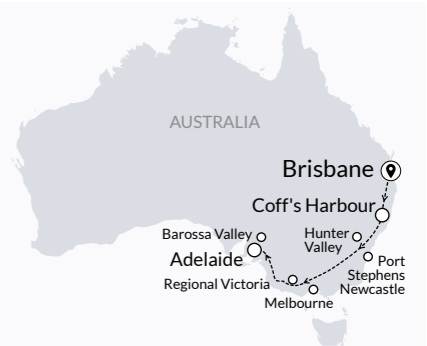 AUSTRALIA
Brisbane
Coff's Harbour
Barossa Valley
Hunter
Valley
Adelaide
Port
Stephens
Newcastle
Regional Victoria
Melbourne